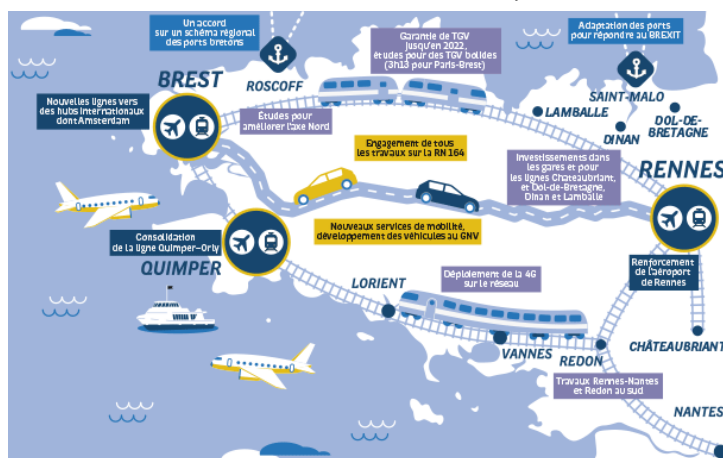 Un accord
sur un schéma régional
des ports bretons
Garantie de TGV
jusqu'en 2022,
études pour des TGV bolides
(3h13 pour Paris-Brest)
Adaptation des ports
pour répondre au BREXIT
BREST
ROSCOFF
SAINT-MALO
LAMBALLE
DINAN
DOL-DE-
BRETAGNE
Nouvelles lignes vers
des hubs internationaux
dont Amsterdam
Études pour
améliorer l'axe Nord
Engagement de tous
les travaux sur la RN 164
Investissements dans
les gares et pour
les lignes Chateaubriant,
et Dol-de-Bretagne,
Dinan et Lamballe
RENNES
Nouveaux services de mobilité,
développement des véhicules au GNV
Consolidation
de la ligne Quimper-Orly
QUIMPER
Renforcement
de l'aéroport
de Rennes
Déploiement de la 4G
sur le réseau
LORIENT
VANNES
REDON
CHÂTEAUBRIANT
Travaux Rennes-Nantes
et Redon au sud
NANTES